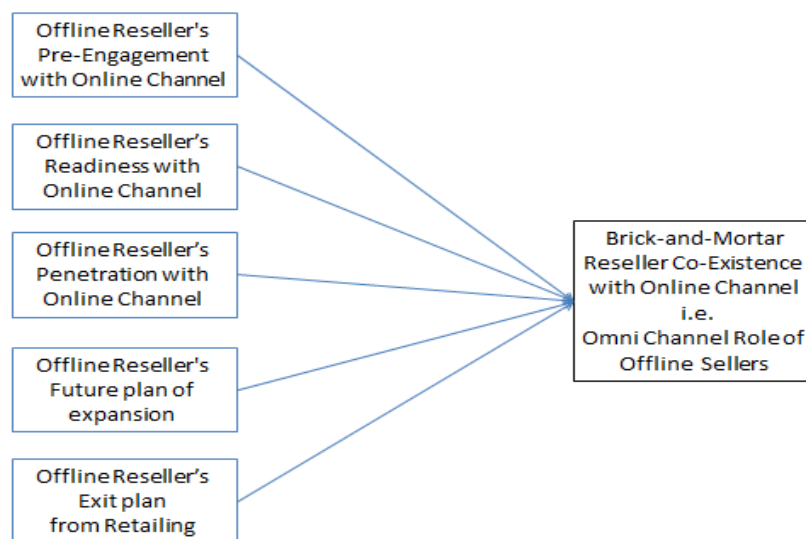 Offline Reseller's
Pre-Engagement
with Online Channel
Offline Reseller’s
Readiness with
Online Channel
Offline Reseller’s
Penetration with
Online Channel
Offline Reseller's
Future plan of
expansion
Offline Reseller’s
Exit plan
from Retailing
Brick-and-Mortar
Reseller Co-Existence
with Online Channel
i.e.
Omni Channel Role of
Offline Sellers